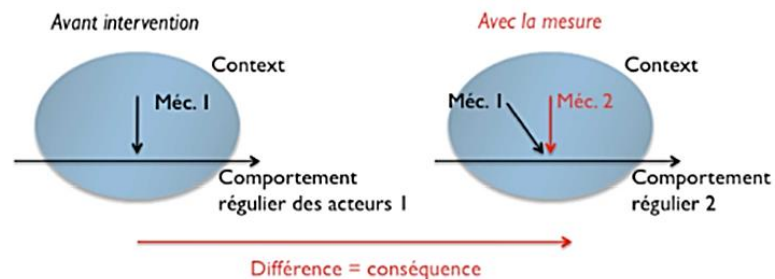 Avant intervention
Context
Méc. 1
Comportement
régulier des acteurs 1
Avec la mesure
Context
Méc. 1
Méc. 2
Comportement
régulier 2
Différence = conséquence